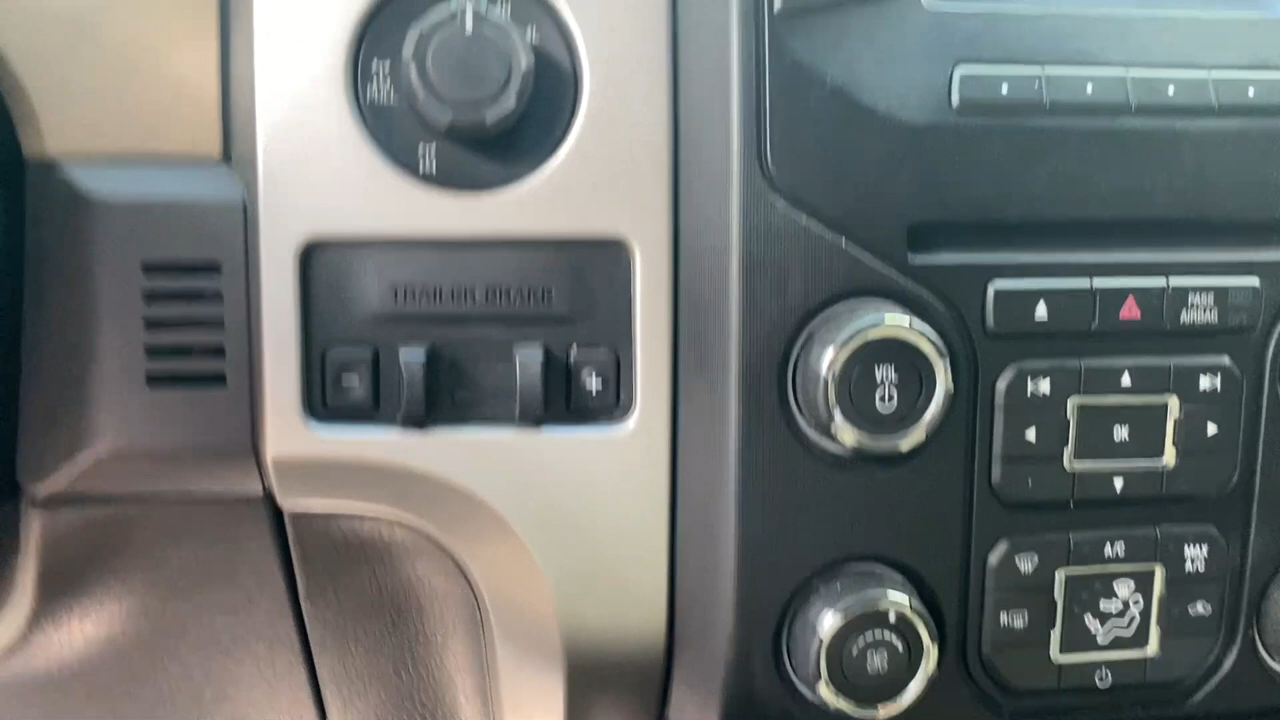 TRAILER BRAKE
PASS
AIRBAG
VOL
OK
A/C
MAX
A/C
R